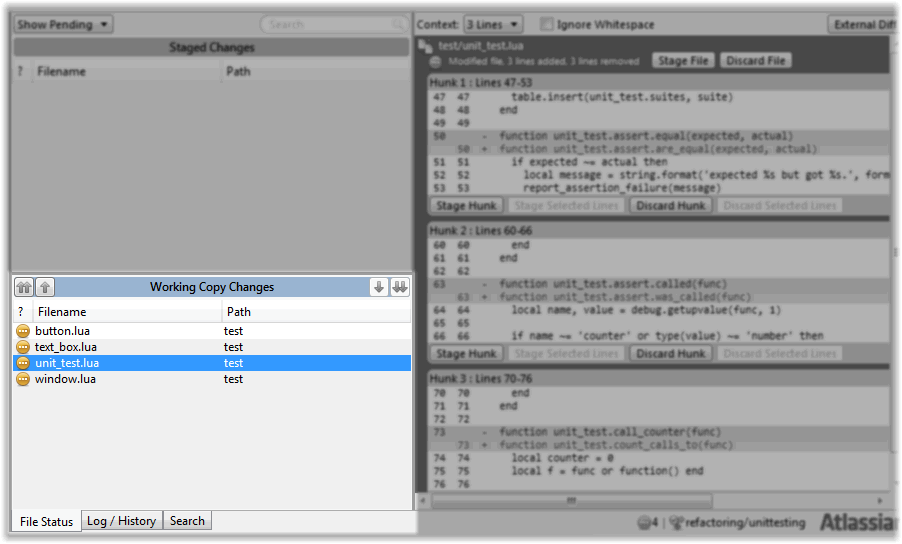 Show Pending
Search
Staged Changes
? Filename Path
Working Copy Changes
? Filename Path
button.lua test
text_box.lua test
unit_test.lua test
window.lua test
File Status Log / History Search
Context: 3 Lines Ignore Whitespace External Diff
test/unit_test.lua
Modified file, 3 lines added, 3 lines removed Stage File Discard File
Hunk 1 : Lines 47-53
47 47 table.insert(unit_test.suites, suite)
48 48 end
49 49
50 - function unit_test.assert.equal(expected, actual)
50 + function unit_test.assert.are_equal(expected, actual)
51 51 if expected ~= actual then
52 52 local message = string.format('expected %s but got %s.', form
53 53 report_assertion_failure(message)
Stage Hunk Stage Selected Lines Discard Hunk Discard Selected Lines
Hunk 2 : Lines 60-66
60 60 end
61 61 end
62 62
63 - function unit_test.assert.called(func)
63 + function unit_test.assert.was_called(func)
64 64 local name, value = debug.getupvalue(func, 1)
65 65
66 66 if name ~= 'counter' or type(value) ~= 'number' then
Stage Hunk Stage Selected Lines Discard Hunk Discard Selected Lines
Hunk 3 : Lines 70-76
70 70 end
71 71 end
72 72
73 - function unit_test.call_counter(func)
73 + function unit_test.count_calls_to(func)
74 74 local counter = 0
75 75 local f = func or function() end
76 76
4 refactoring/unittesting Atlassian